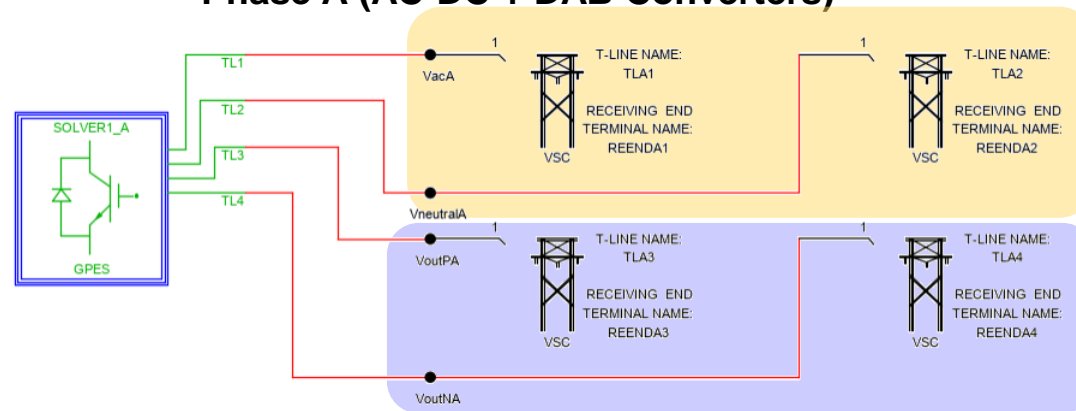 Phase A (AC-DC + DAB Converters)
TL1
TL2
TL3
TL4
SOLVER1_A
GPES
VacA
1
T-LINE NAME:
TLA1
RECEIVING END
TERMINAL NAME:
REENDA1
VSC
1
T-LINE NAME:
TLA2
RECEIVING END
TERMINAL NAME:
REENDA2
VSC
VneutralA
VoutPA
1
T-LINE NAME:
TLA3
RECEIVING END
TERMINAL NAME:
REENDA3
VSC
1
T-LINE NAME:
TLA4
RECEIVING END
TERMINAL NAME:
REENDA4
VSC
VoutNA